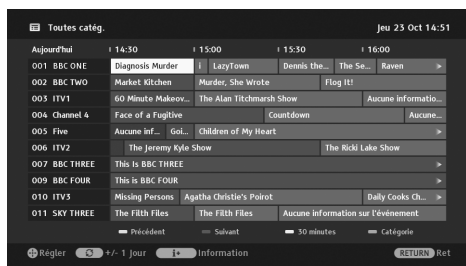 Toutes catég. Jeu 23 Oct 14:51
Aujourd'hui 14:30 15:00 15:30 16:00
001 BBC ONE Diagnosis Murder i LazyTown Dennis the... The Se... Raven
002 BBC TWO Market Kitchen Murder, She Wrote Flog It!
003 ITV1 60 Minute Makeov... The Alan Titchmarsh Show Aucune informatio...
004 Channel 4 Face of a Fugitive Countdown Aucune...
005 Five Aucune inf... Goi... Children of My Heart
006 ITV2 The Jeremy Kyle Show The Ricki Lake Show
007 BBC THREE This Is BBC THREE
009 BBC FOUR This is BBC FOUR
010 ITV3 Missing Persons Agatha Christie's Poirot Daily Cooks Ch...
011 SKY THREE The Filth Files The Filth Files Aucune information sur l'événement
Précédent Suivant 30 minutes Catégorie
Régler +/- 1 Jour i+ Information RETURN Ret